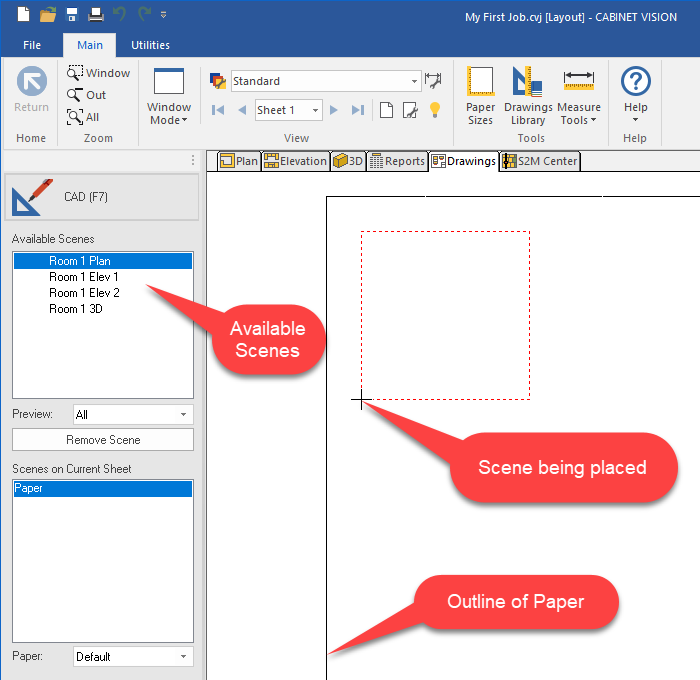 My First Job.cvj [Layout] - CABINET VISION
File
Main
Utilities
Return
Home
Window
Out
All
Zoom
Window
Mode
Standard
Sheet 1
View
Paper
Sizes
Drawings
Library
Measure
Tools
Tools
Help
Help
Plan
Elevation
3D
Reports
Drawings
S2M Center
CAD (F7)
Available Scenes
Room 1 Plan
Room 1 Elev 1
Room 1 Elev 2
Room 1 3D
Available
Scenes
Preview:
All
Remove Scene
Scenes on Current Sheet
Paper
Scene being placed
Outline of Paper
Paper:
Default